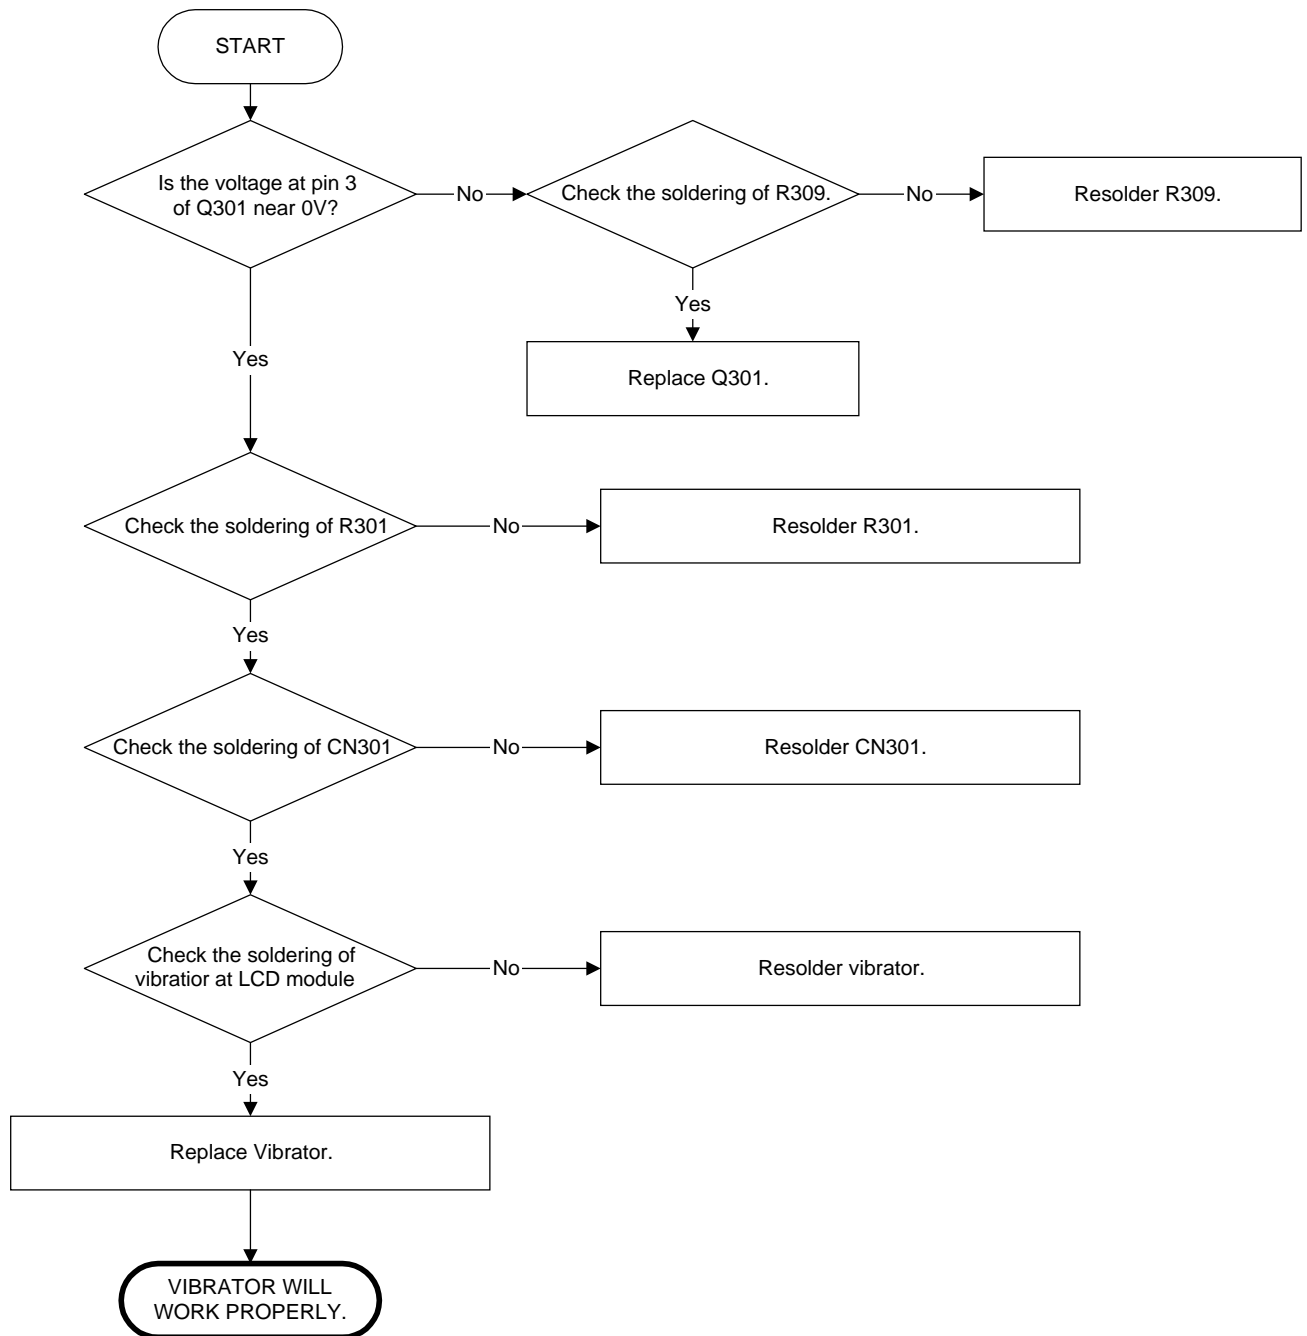 START
Is the voltage at pin 3
of Q301 near 0V?
No
Check the soldering of R309.
No
Resolder R309.
Yes
Replace Q301.
Yes
Check the soldering of R301
No
Resolder R301.
Yes
Check the soldering of CN301
No
Resolder CN301.
Yes
Check the soldering of
vibratior at LCD module
No
Resolder vibrator.
Yes
Replace Vibrator.
VIBRATOR WILL
WORK PROPERLY.